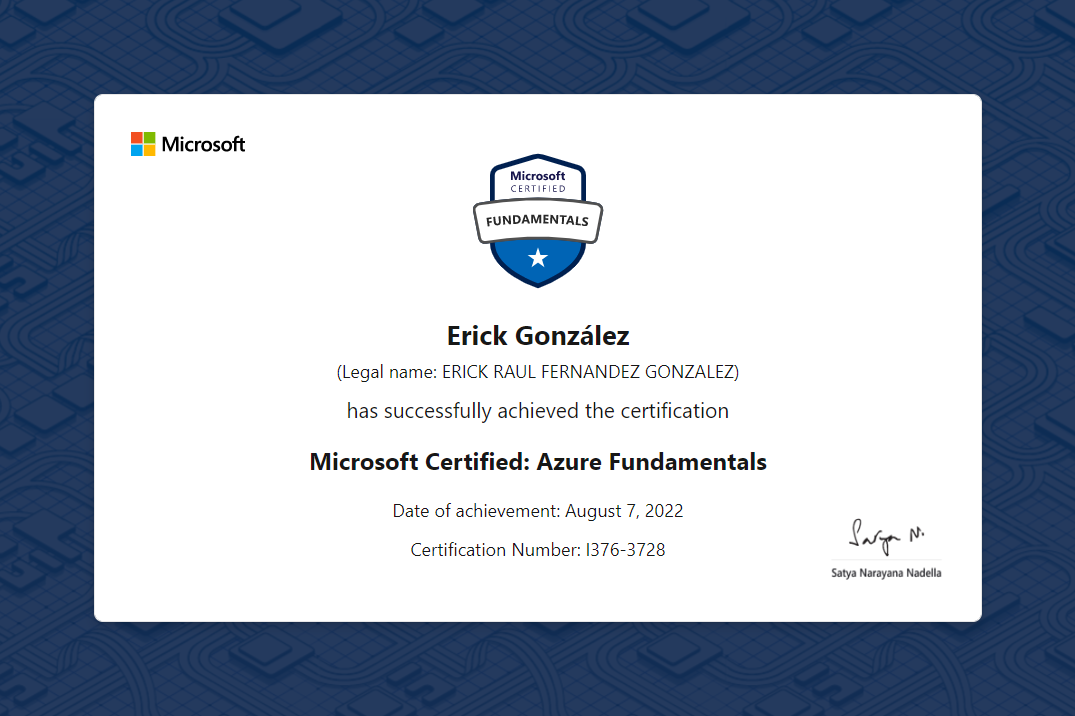 Microsoft
Microsoft
CERTIFIED
FUNDAMENTALS
Erick González
(Legal name: ERICK RAUL FERNANDEZ GONZALEZ)
has successfully achieved the certification
Microsoft Certified: Azure Fundamentals
Date of achievement: August 7, 2022
Certification Number: I376-3728
Satya N.
Satya Narayana Nadella